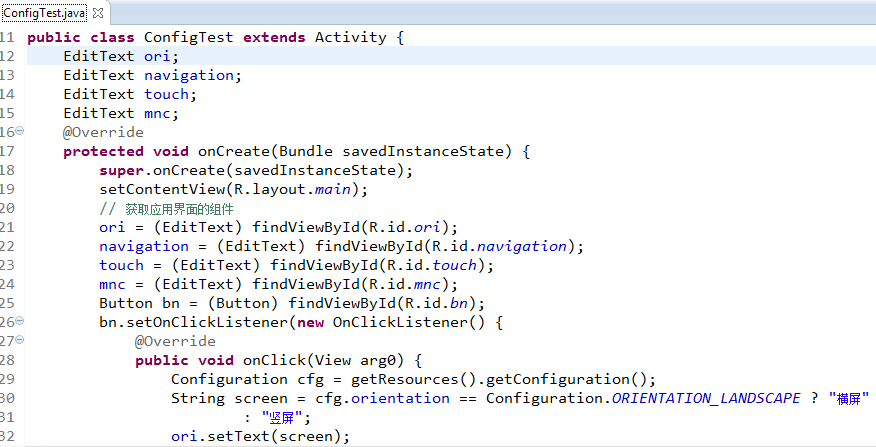 ConfigTest.java
11 public class ConfigTest extends Activity {
12 EditText ori;
13 EditText navigation;
14 EditText touch;
15 EditText mnc;
16 @Override
17 protected void onCreate(Bundle savedInstanceState) {
18 super.onCreate(savedInstanceState);
19 setContentView(R.layout.main);
20 // 获取应用界面的组件
21 ori = (EditText) findViewById(R.id.ori);
22 navigation = (EditText) findViewById(R.id.navigation);
23 touch = (EditText) findViewById(R.id.touch);
24 mnc = (EditText) findViewById(R.id.mnc);
25 Button bn = (Button) findViewById(R.id.bn);
26 bn.setOnClickListener(new OnClickListener() {
27 @Override
28 public void onClick(View arg0) {
29 Configuration cfg = getResources().getConfiguration();
30 String screen = cfg.orientation == Configuration.ORIENTATION_LANDSCAPE ? "横屏"
31 : "竖屏";
32 ori.setText(screen);